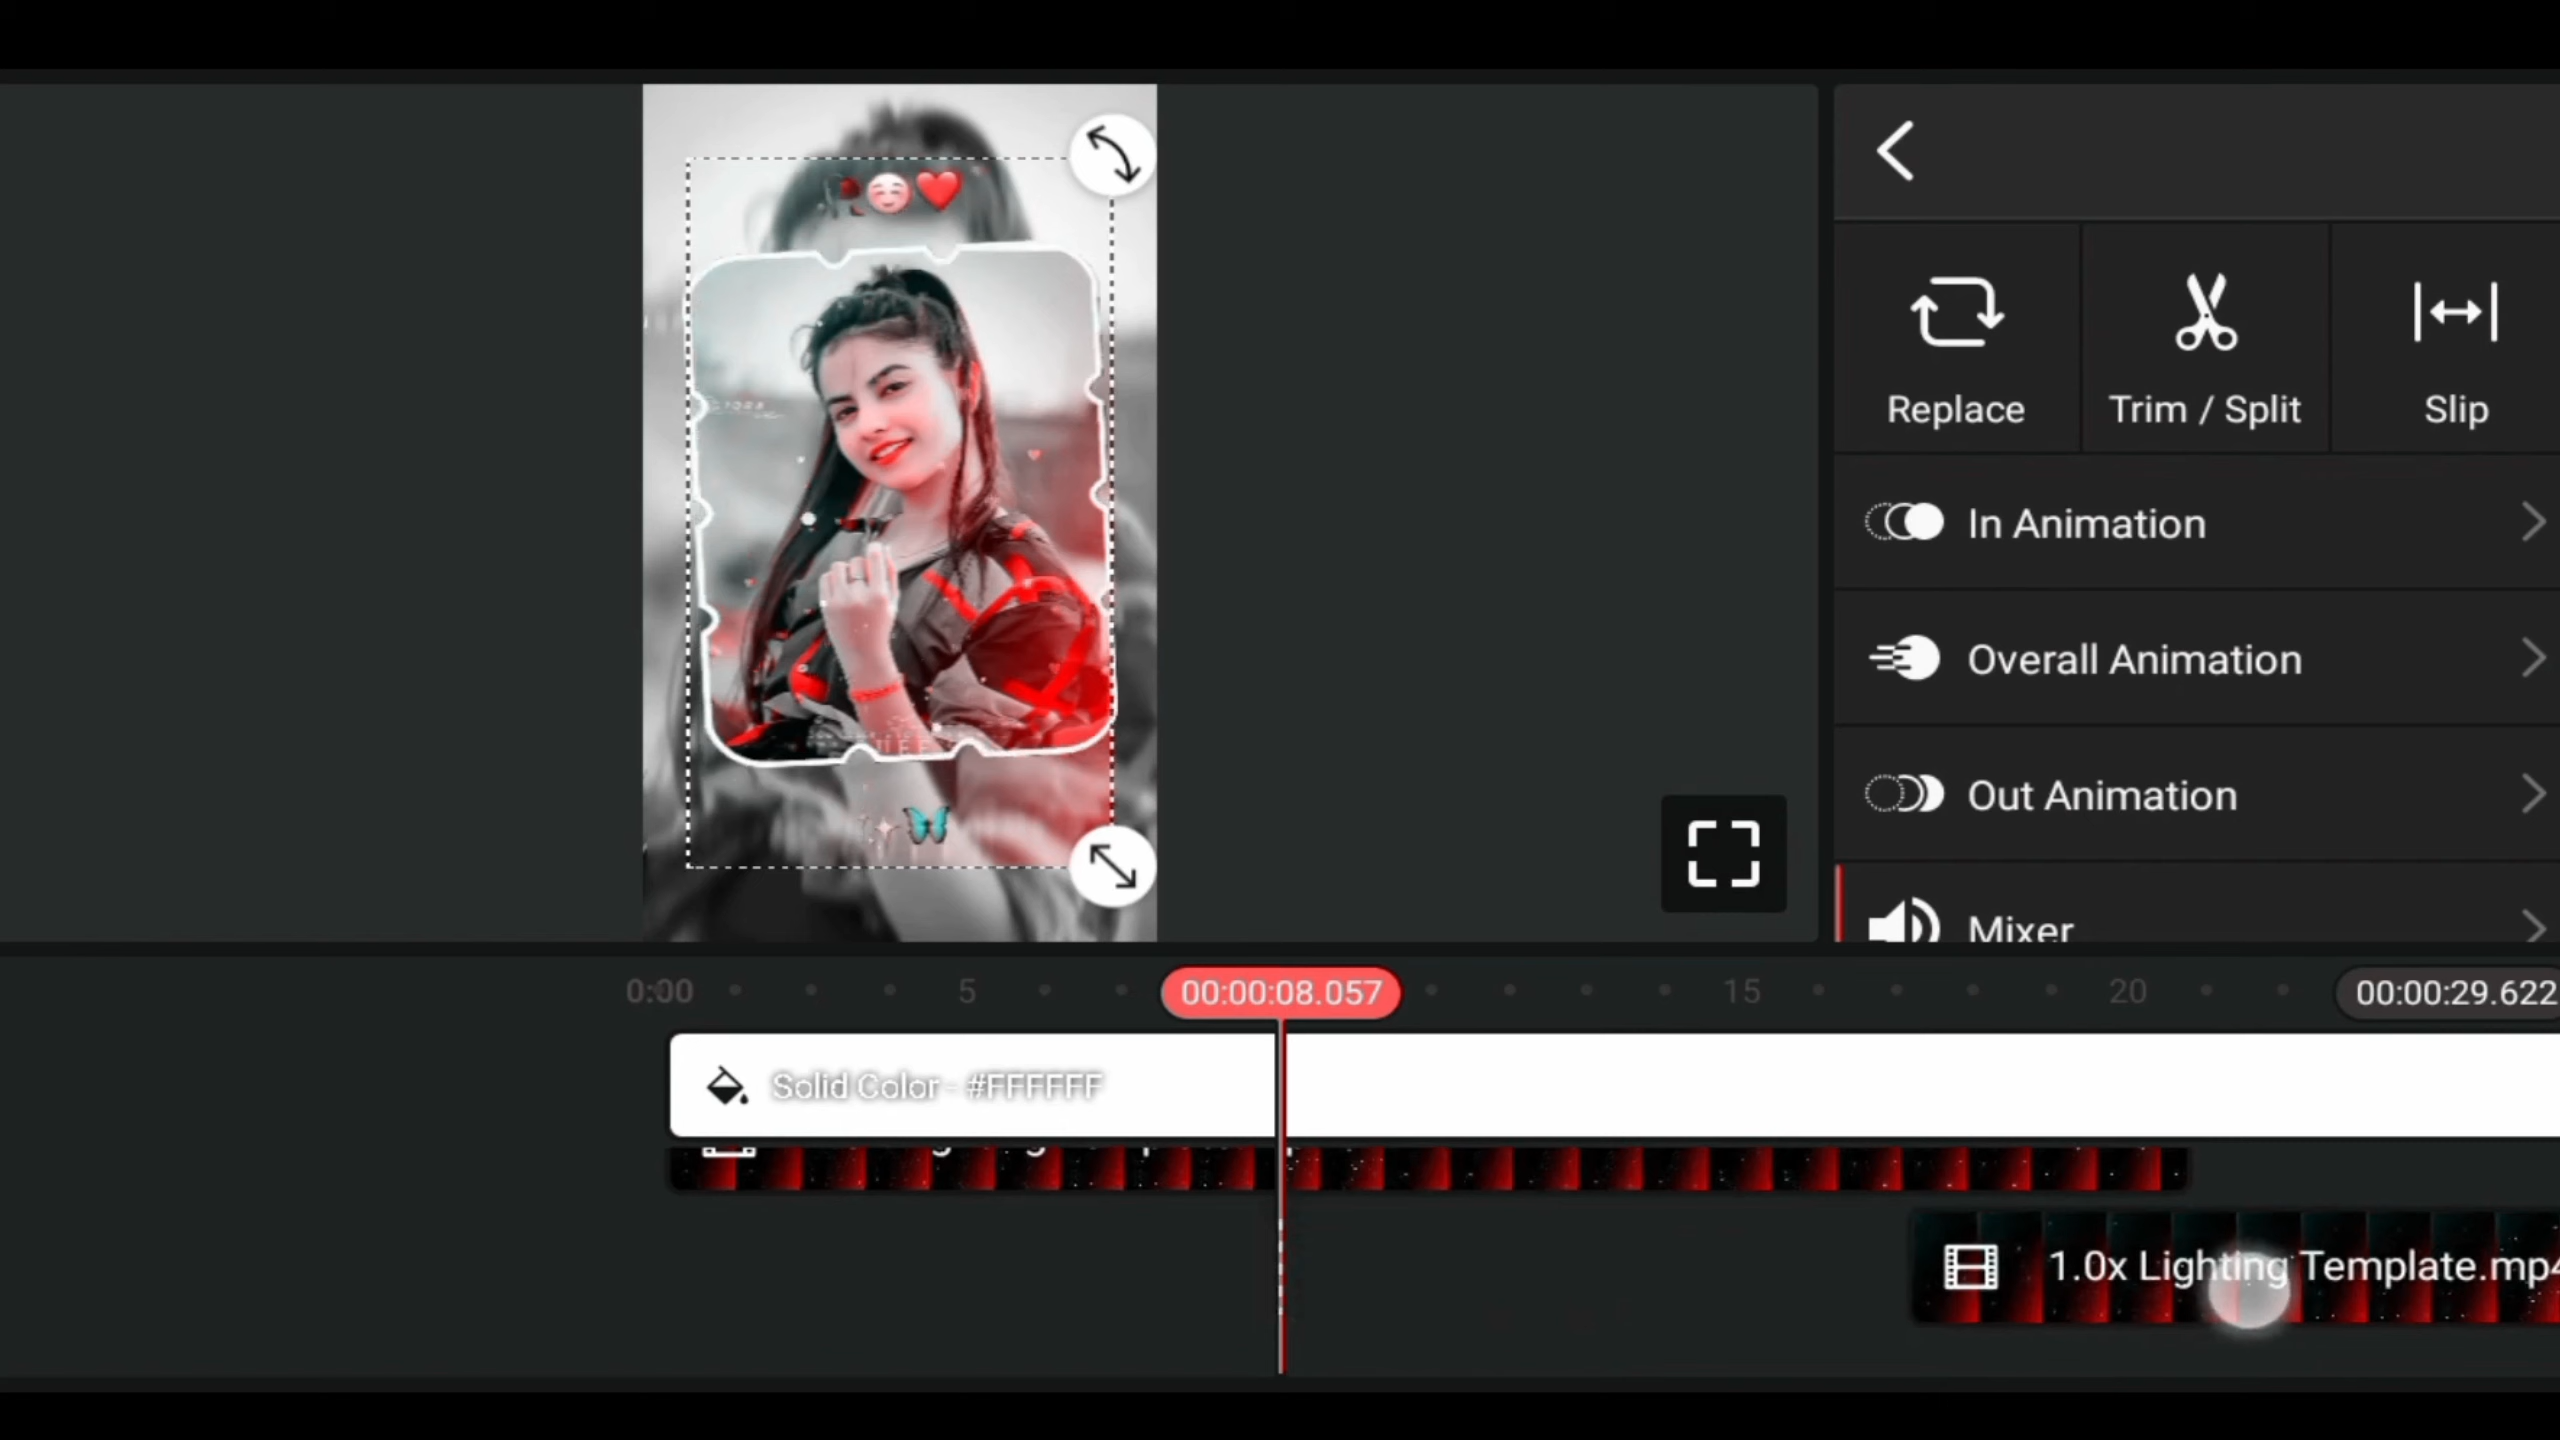 Replace
Trim / Split
Slip
In Animation
Overall Animation
Out Animation
Mixer
0:00
5
00:00:08.057
15
20
00:00:29.622
Solid Color - #FFFFFF
1.0x Lighting Template.mp4